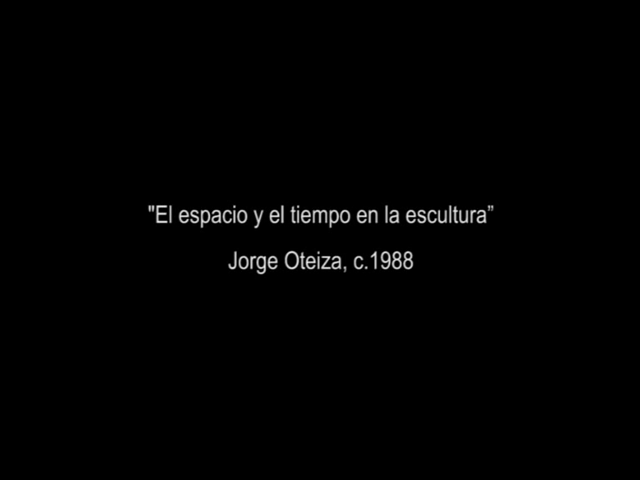 "El espacio y el tiempo en la escultura”
Jorge Oteiza, c.1988